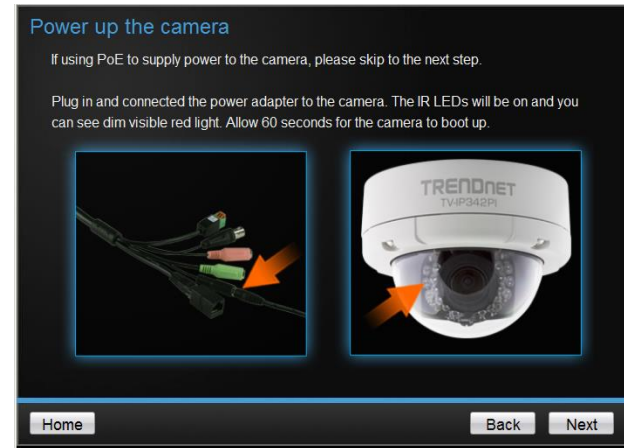 Power up the camera
If using PoE to supply power to the camera, please skip to the next step.
Plug in and connected the power adapter to the camera. The IR LEDs will be on and you
can see dim visible red light. Allow 60 seconds for the camera to boot up.
TRENDNET
TV-IP342PI
Home
Back
Next